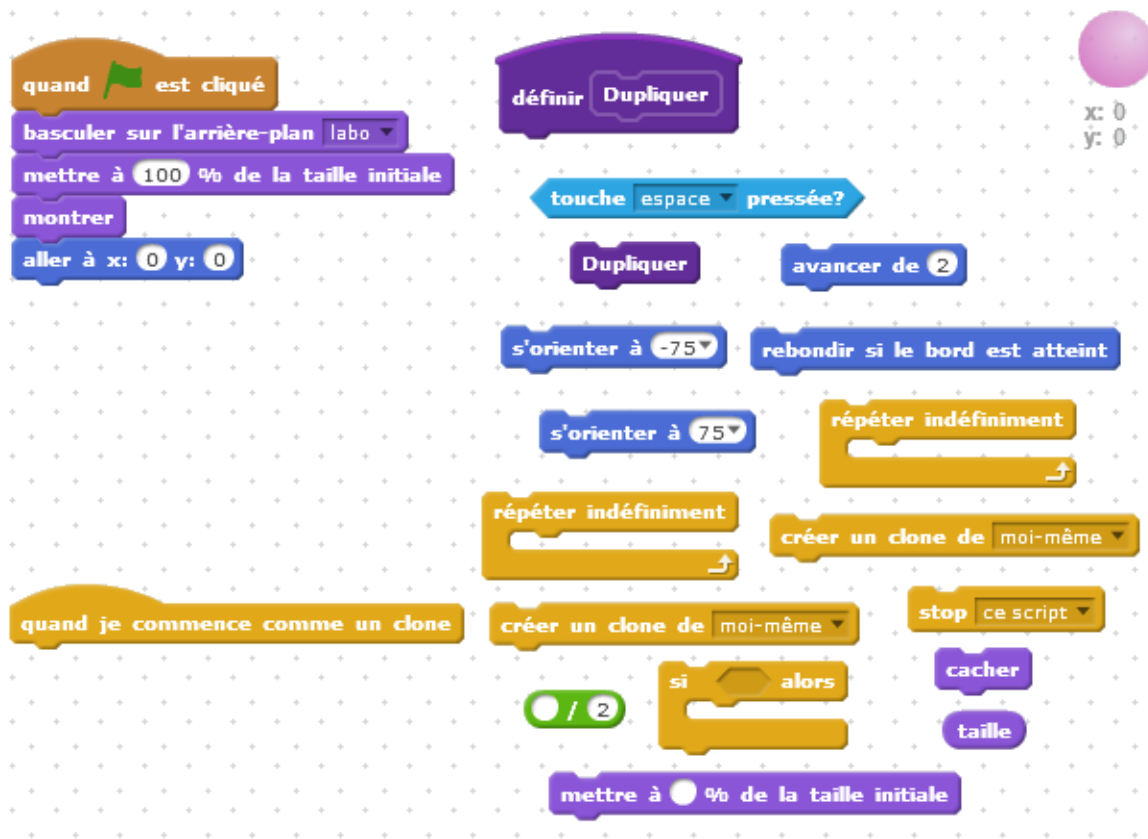 quand est cliqué
basculer sur l'arrière-plan labo
mettre à 100 % de la taille initiale
montrer
aller à x: 0 y: 0
définir Dupliquer
x: 0
y: 0
touche espace pressée?
Dupliquer
avancer de 2
s'orienter à -75
rebondir si le bord est atteint
s'orienter à 75
répéter indéfiniment
répéter indéfiniment
créer un clone de moi-même
quand je commence comme un clone
créer un clone de moi-même
stop ce script
si alors
cacher
/ 2
taille
mettre à % de la taille initiale